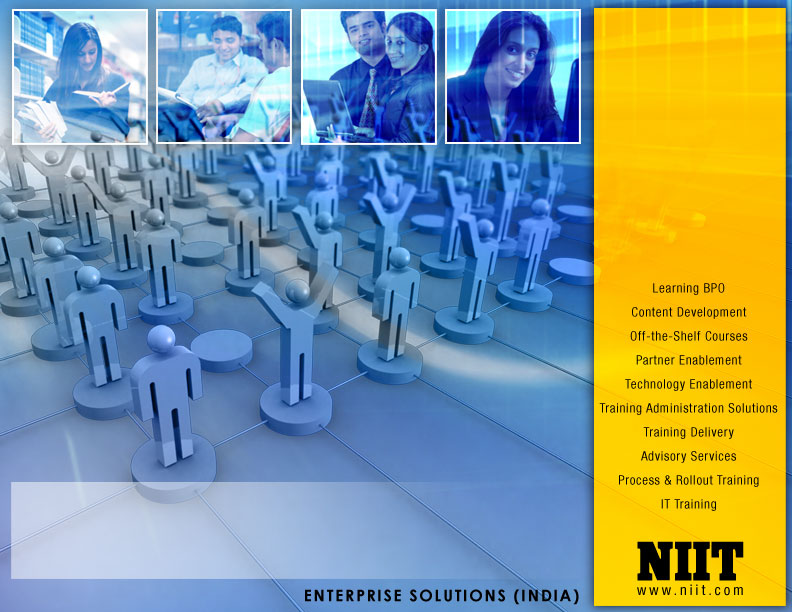 Learning BPO
Content Development
Off-the-Shelf Courses
Partner Enablement
Technology Enablement
Training Administration Solutions
Training Delivery
Advisory Services
Process & Rollout Training
IT Training
NIIT
www.niit.com
ENTERPRISE SOLUTIONS (INDIA)